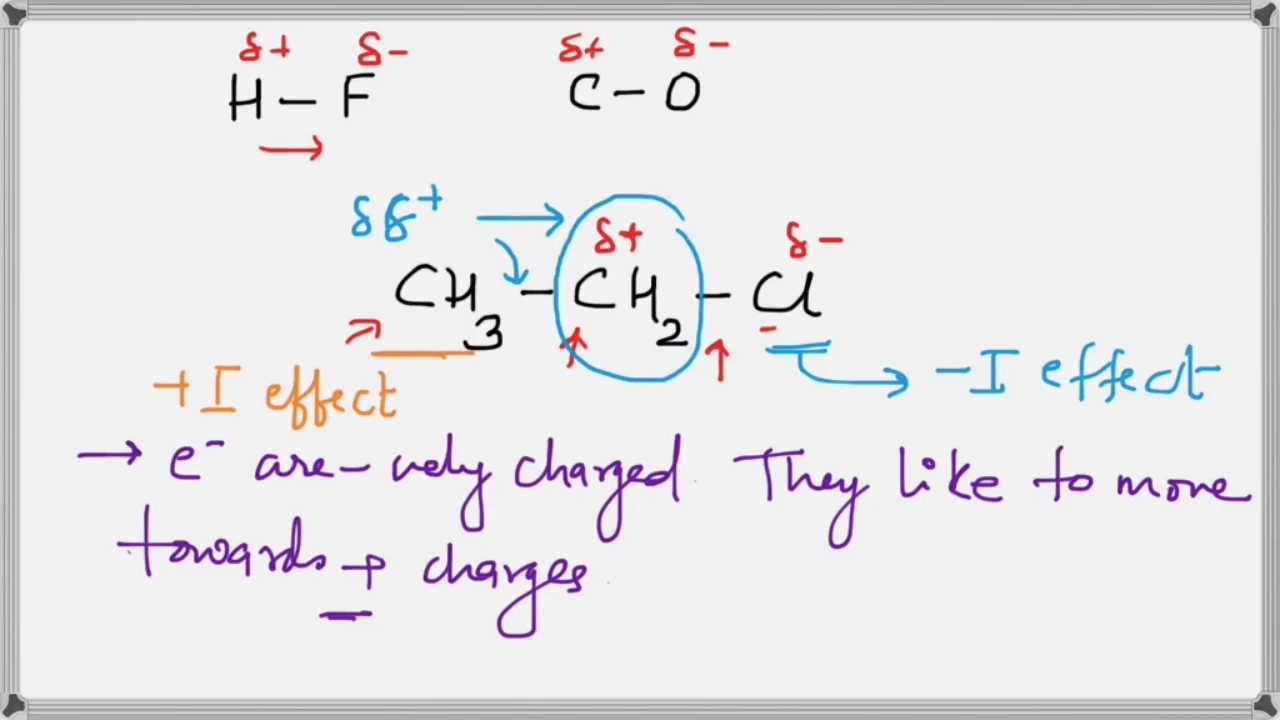 δ+ δ- δ+ δ-
H - F C - O
δδ+ δ+ δ-
CH3 - CH2 - Cl
+I effect -I effect
→ e- are -vely charged They like to move
towards + charges